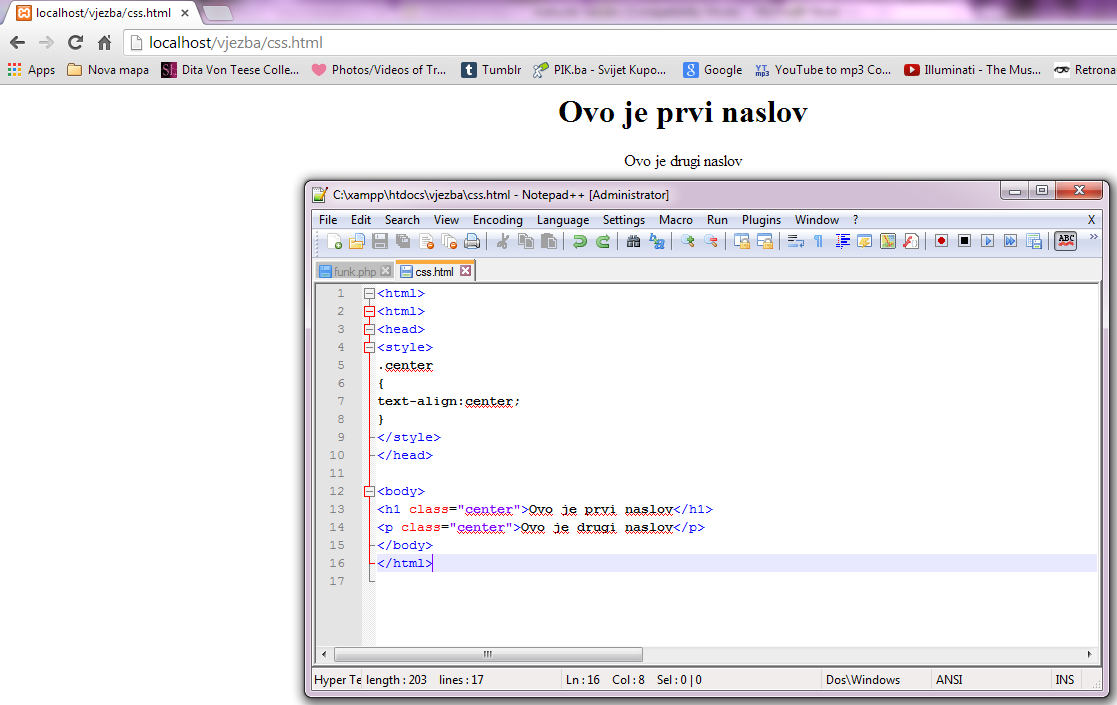 localhost/vjezba/css.html
localhost/vjezba/css.html
Apps Nova mapa Dita Von Teese Colle... Photos/Videos of Tr... Tumblr PIK.ba - Svijet Kupo... Google YouTube to mp3 Co... Illuminati - The Mus... Retrona
Ovo je prvi naslov
Ovo je drugi naslov
C:\xampp\htdocs\vjezba\css.html - Notepad++ [Administrator]
File Edit Search View Encoding Language Settings Macro Run Plugins Window ? X
ABC
funk.php css.html
1 <html>
2 <html>
3 <head>
4 <style>
5 .center
6 {
7 text-align:center;
8 }
9 </style>
10 </head>
11
12 <body>
13 <h1 class="center">Ovo je prvi naslov</h1>
14 <p class="center">Ovo je drugi naslov</p>
15 </body>
16 </html>
17
Hyper Te length : 203 lines : 17 Ln : 16 Col : 8 Sel : 0 | 0 Dos\Windows ANSI INS